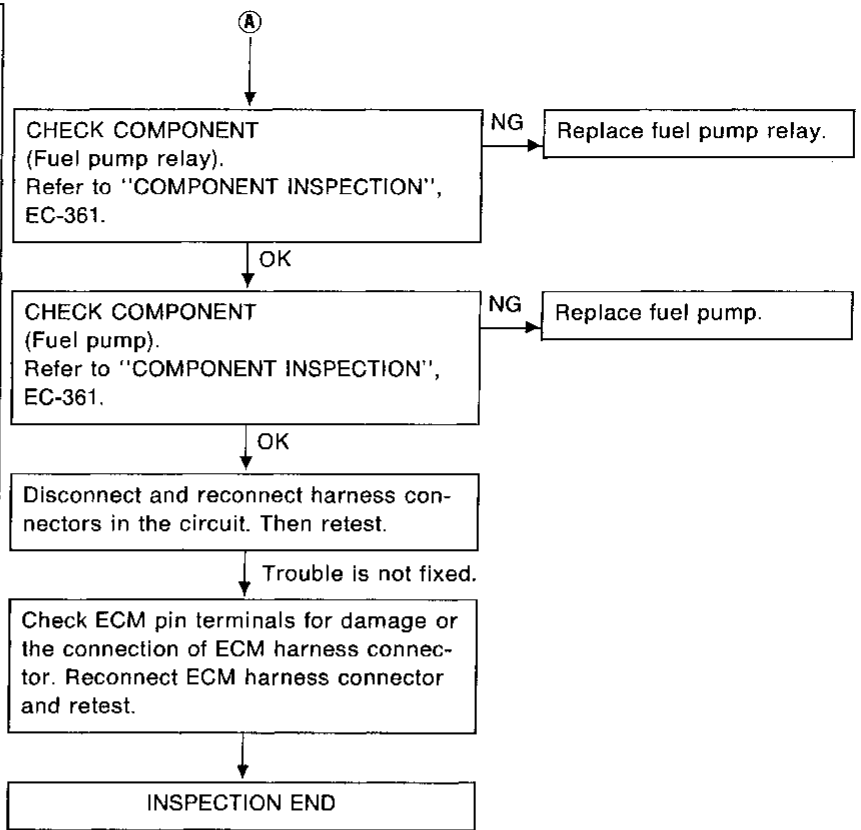 A
CHECK COMPONENT
(Fuel pump relay).
Refer to "COMPONENT INSPECTION",
EC-361.
NG
Replace fuel pump relay.
OK
CHECK COMPONENT
(Fuel pump).
Refer to "COMPONENT INSPECTION",
EC-361.
NG
Replace fuel pump.
OK
Disconnect and reconnect harness con-
nectors in the circuit. Then retest.
Trouble is not fixed.
Check ECM pin terminals for damage or
the connection of ECM harness connec-
tor. Reconnect ECM harness connector
and retest.
INSPECTION END